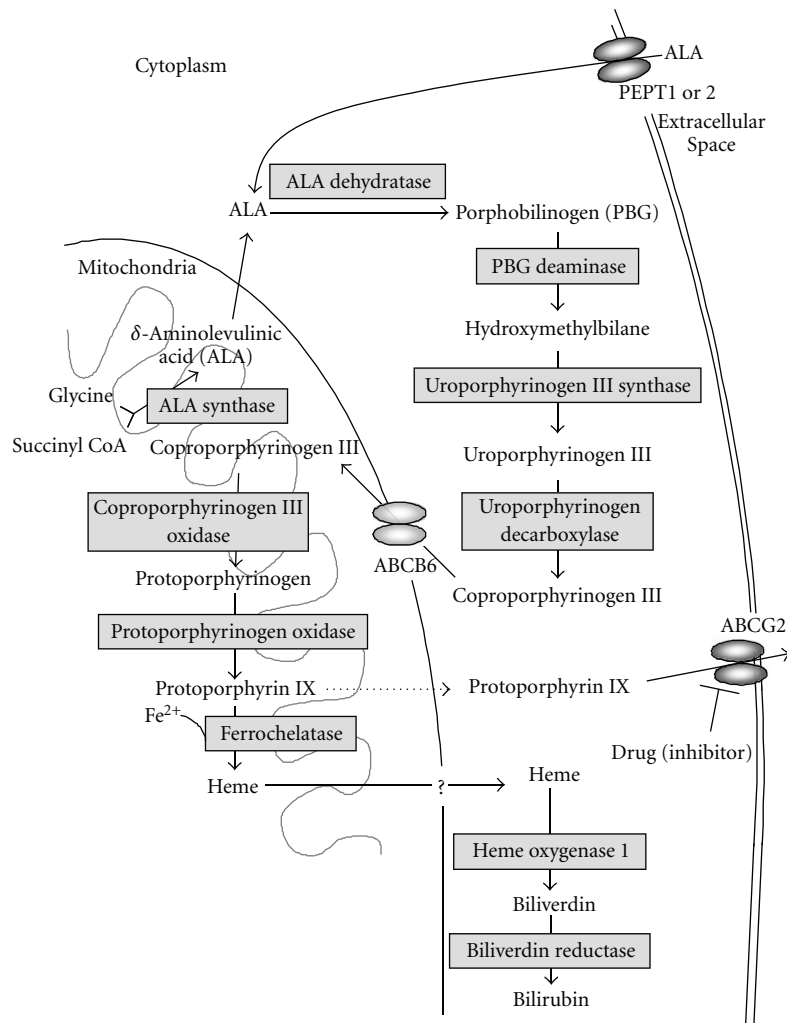 Cytoplasm
ALA
PEPT1 or 2
Extracellular
Space
ALA dehydratase
ALA
Porphobilinogen (PBG)
Mitochondria
PBG deaminase
δ-Aminolevulinic
acid (ALA)
Hydroxymethylbilane
Glycine
ALA synthase
Uroporphyrinogen III synthase
Succinyl CoA
Coproporphyrinogen III
Uroporphyrinogen III
Coproporphyrinogen III
oxidase
Uroporphyrinogen
decarboxylase
ABCB6
Protoporphyrinogen
Coproporphyrinogen III
Protoporphyrinogen oxidase
ABCG2
Protoporphyrin IX
Protoporphyrin IX
Fe2+
Ferrochelatase
Drug (inhibitor)
Heme
?
Heme
Heme oxygenase 1
Biliverdin
Biliverdin reductase
Bilirubin